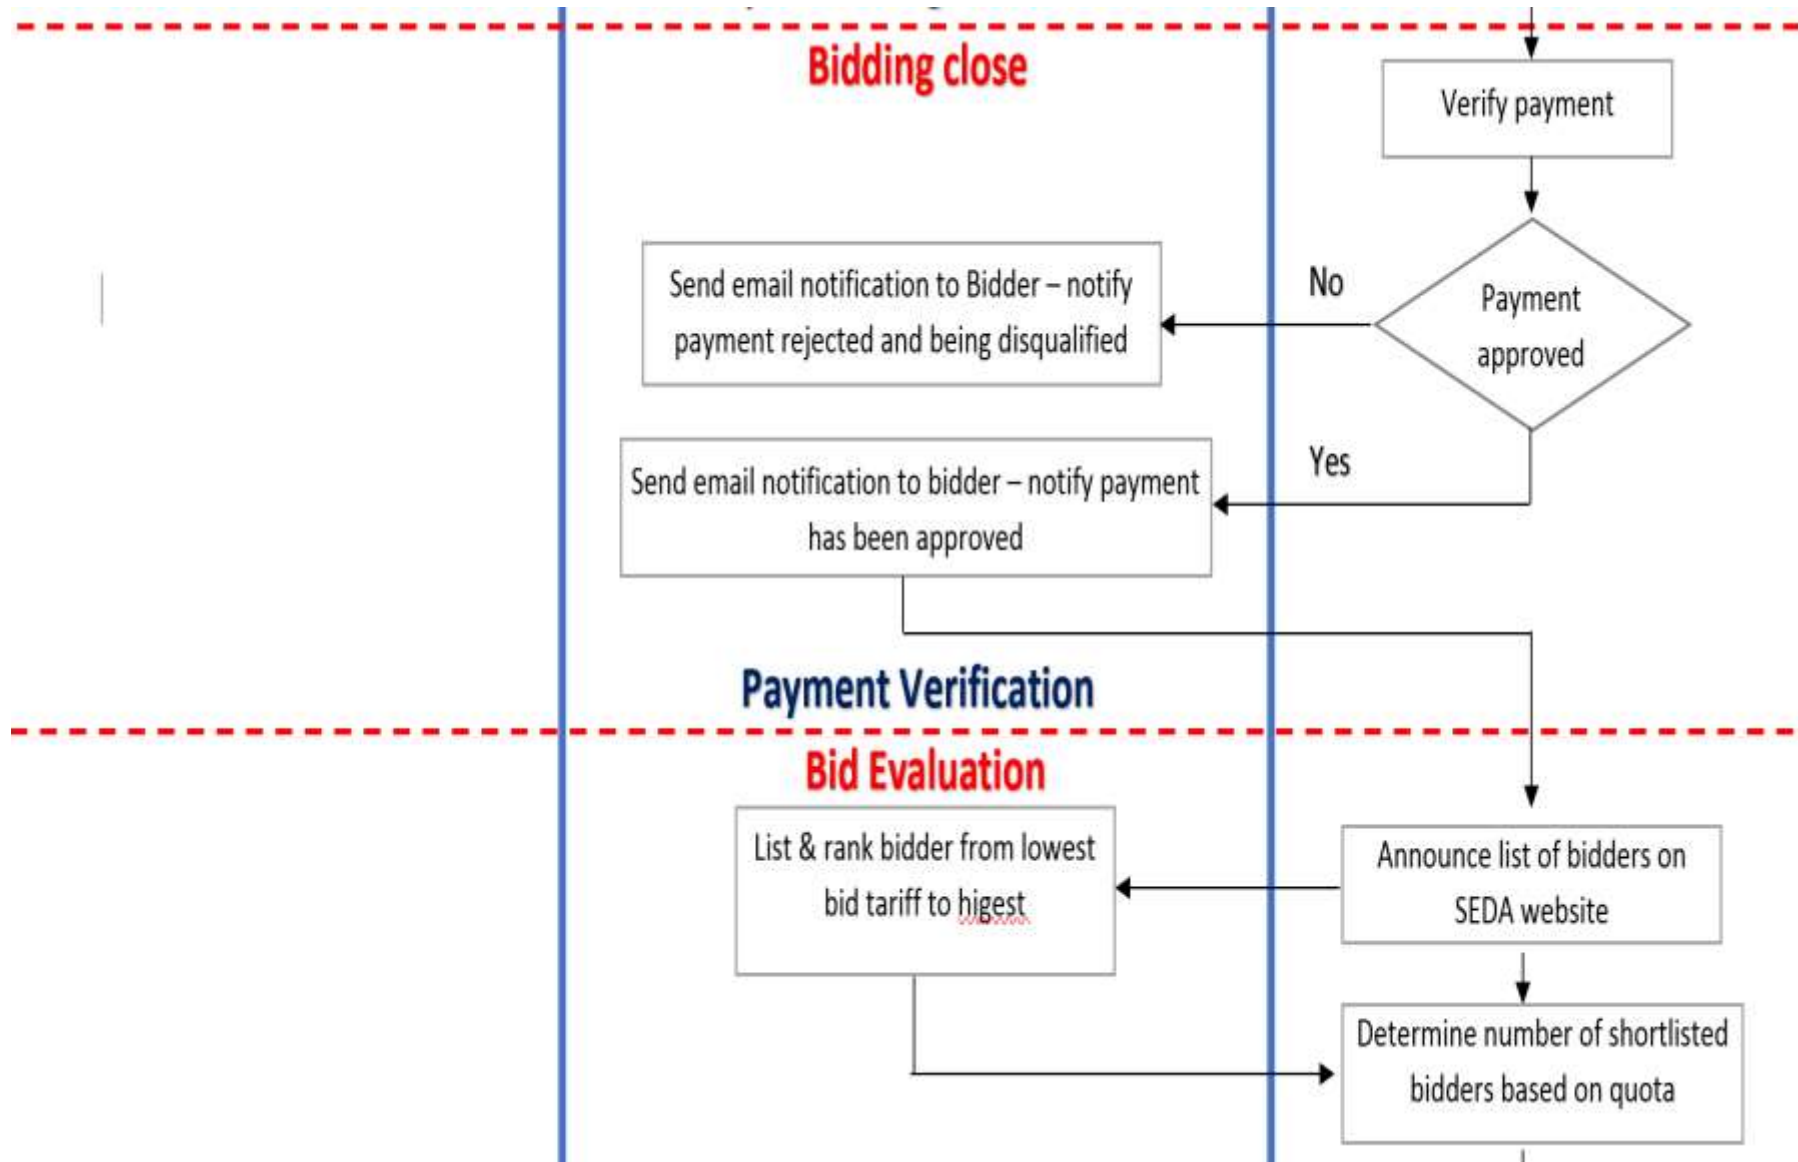 Bidding close
Verify payment
Send email notification to Bidder – notify
payment rejected and being disqualified
No
Payment
approved
Send email notification to bidder – notify payment
has been approved
Yes
Payment Verification
Bid Evaluation
List & rank bidder from lowest
bid tariff to higest
Announce list of bidders on
SEDA website
Determine number of shortlisted
bidders based on quota